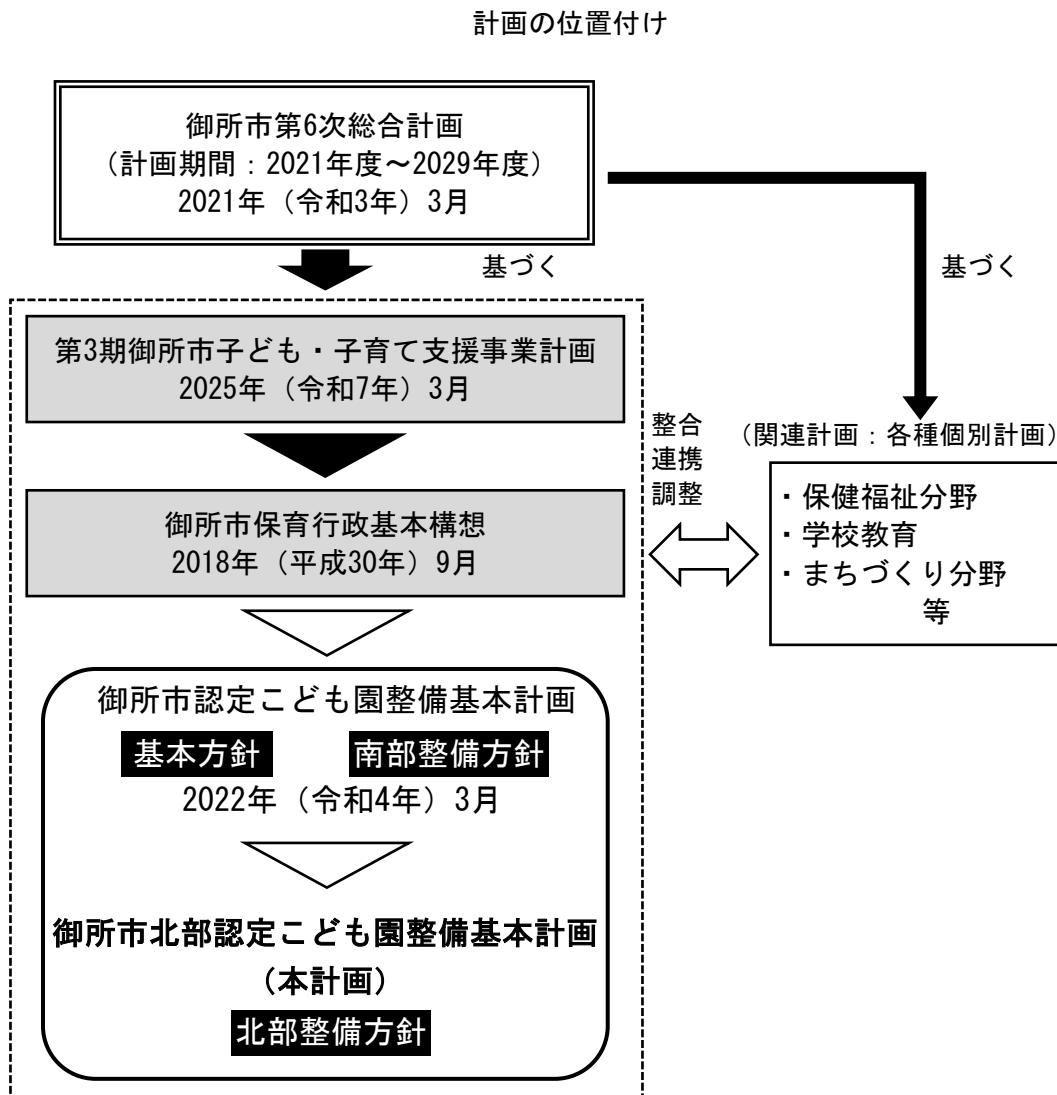 計画の位置付け
御所市第6次総合計画
（計画期間：2021年度～2029年度）
2021年（令和3年）3月
基づく
基づく
第3期御所市子ども・子育て支援事業計画
2025年（令和7年）3月
整合
連携
調整
（関連計画：各種個別計画）
・保健福祉分野
・学校教育
・まちづくり分野
等
御所市保育行政基本構想
2018年（平成30年）9月
御所市認定こども園整備基本計画
基本方針
南部整備方針
2022年（令和4年）3月
御所市北部認定こども園整備基本計画
（本計画）
北部整備方針